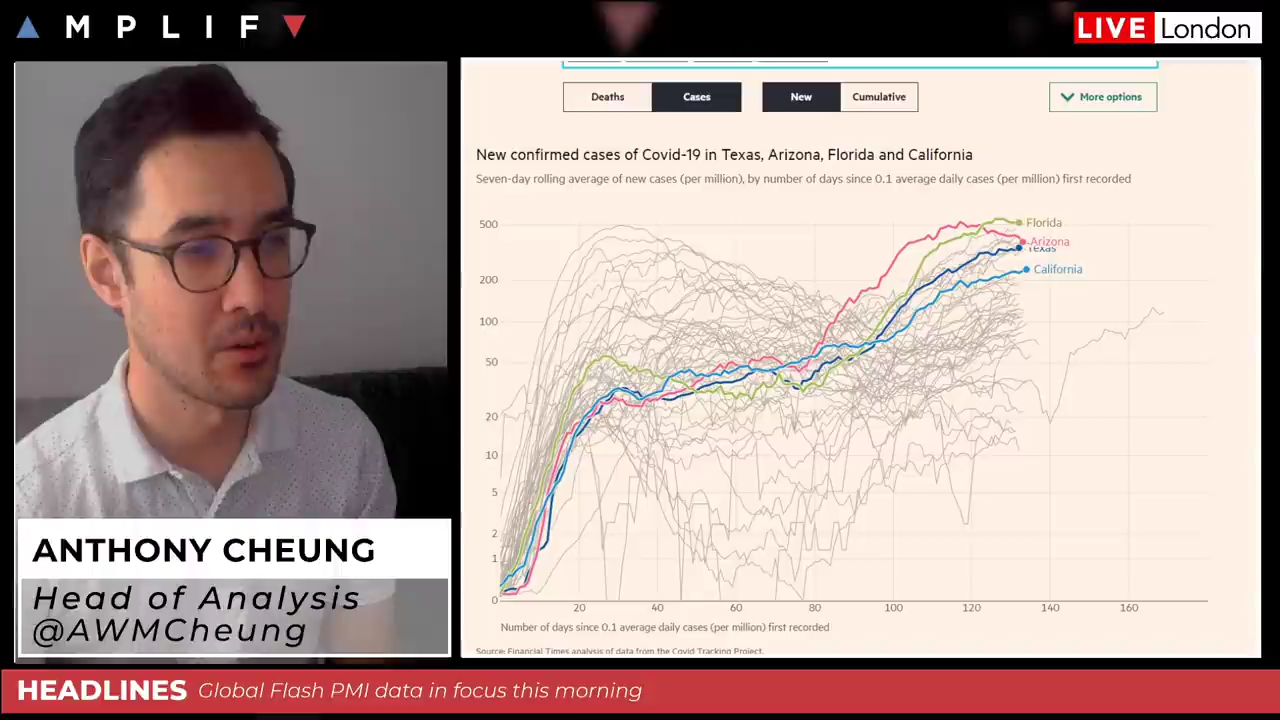 ▲ M P L I F ▼
LIVE London
Deaths Cases New Cumulative More options
New confirmed cases of Covid-19 in Texas, Arizona, Florida and California
Seven-day rolling average of new cases (per million), by number of days since 0.1 average daily cases (per million) first recorded
500
200
100
50
20
10
5
2
1
0
Florida
Arizona
Texas
California
20 40 60 80 100 120 140 160
Number of days since 0.1 average daily cases (per million) first recorded
Source: Financial Times analysis of data from the Covid Tracking Project.
ANTHONY CHEUNG
Head of Analysis
@AWMCheung
HEADLINES Global Flash PMI data in focus this morning